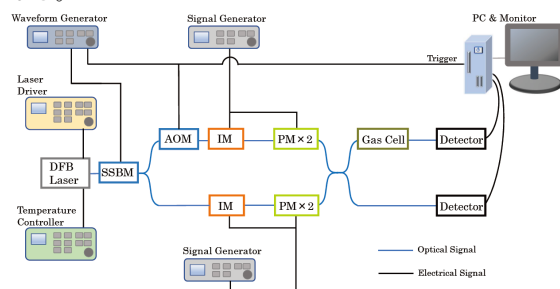 Waveform Generator
Signal Generator
PC & Monitor
Trigger
Laser
Driver
AOM
IM
PM×2
Gas Cell
Detector
DFB
Laser
SSBM
IM
PM×2
Detector
Temperature
Controller
Signal Generator
Optical Signal
Electrical Signal